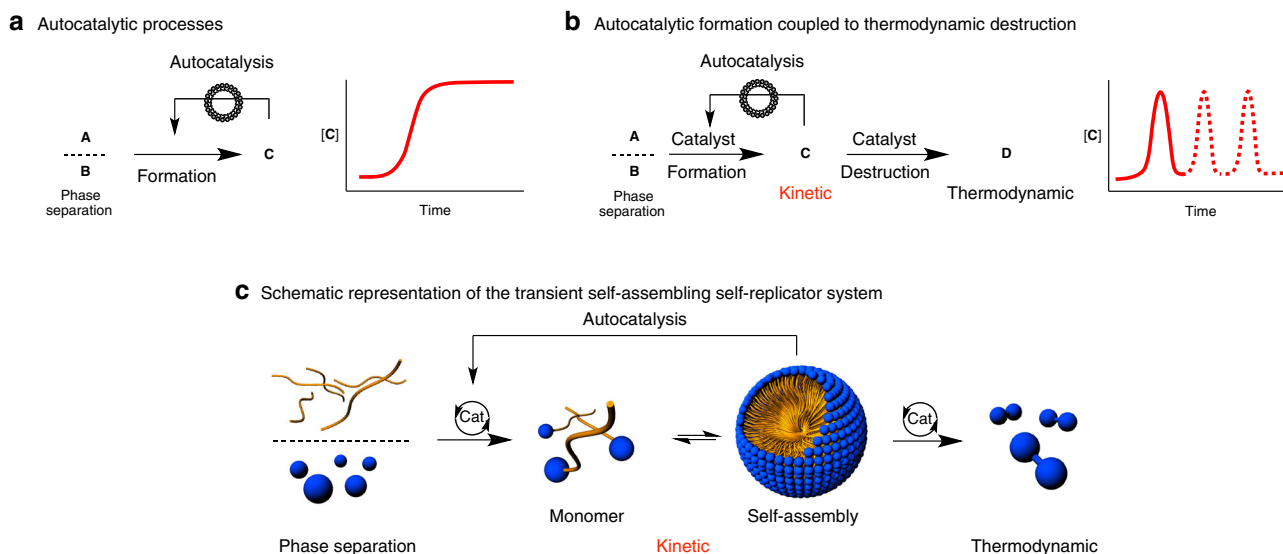 a Autocatalytic processes
Autocatalysis
A
B
Phase
separation
Formation
C
[C]
Time
b Autocatalytic formation coupled to thermodynamic destruction
Autocatalysis
A
B
Phase
separation
Catalyst
Formation
C
Kinetic
Catalyst
Destruction
D
Thermodynamic
[C]
Time
c Schematic representation of the transient self-assembling self-replicator system
Autocatalysis
Cat
Cat
Monomer
Self-assembly
Phase separation
Kinetic
Thermodynamic